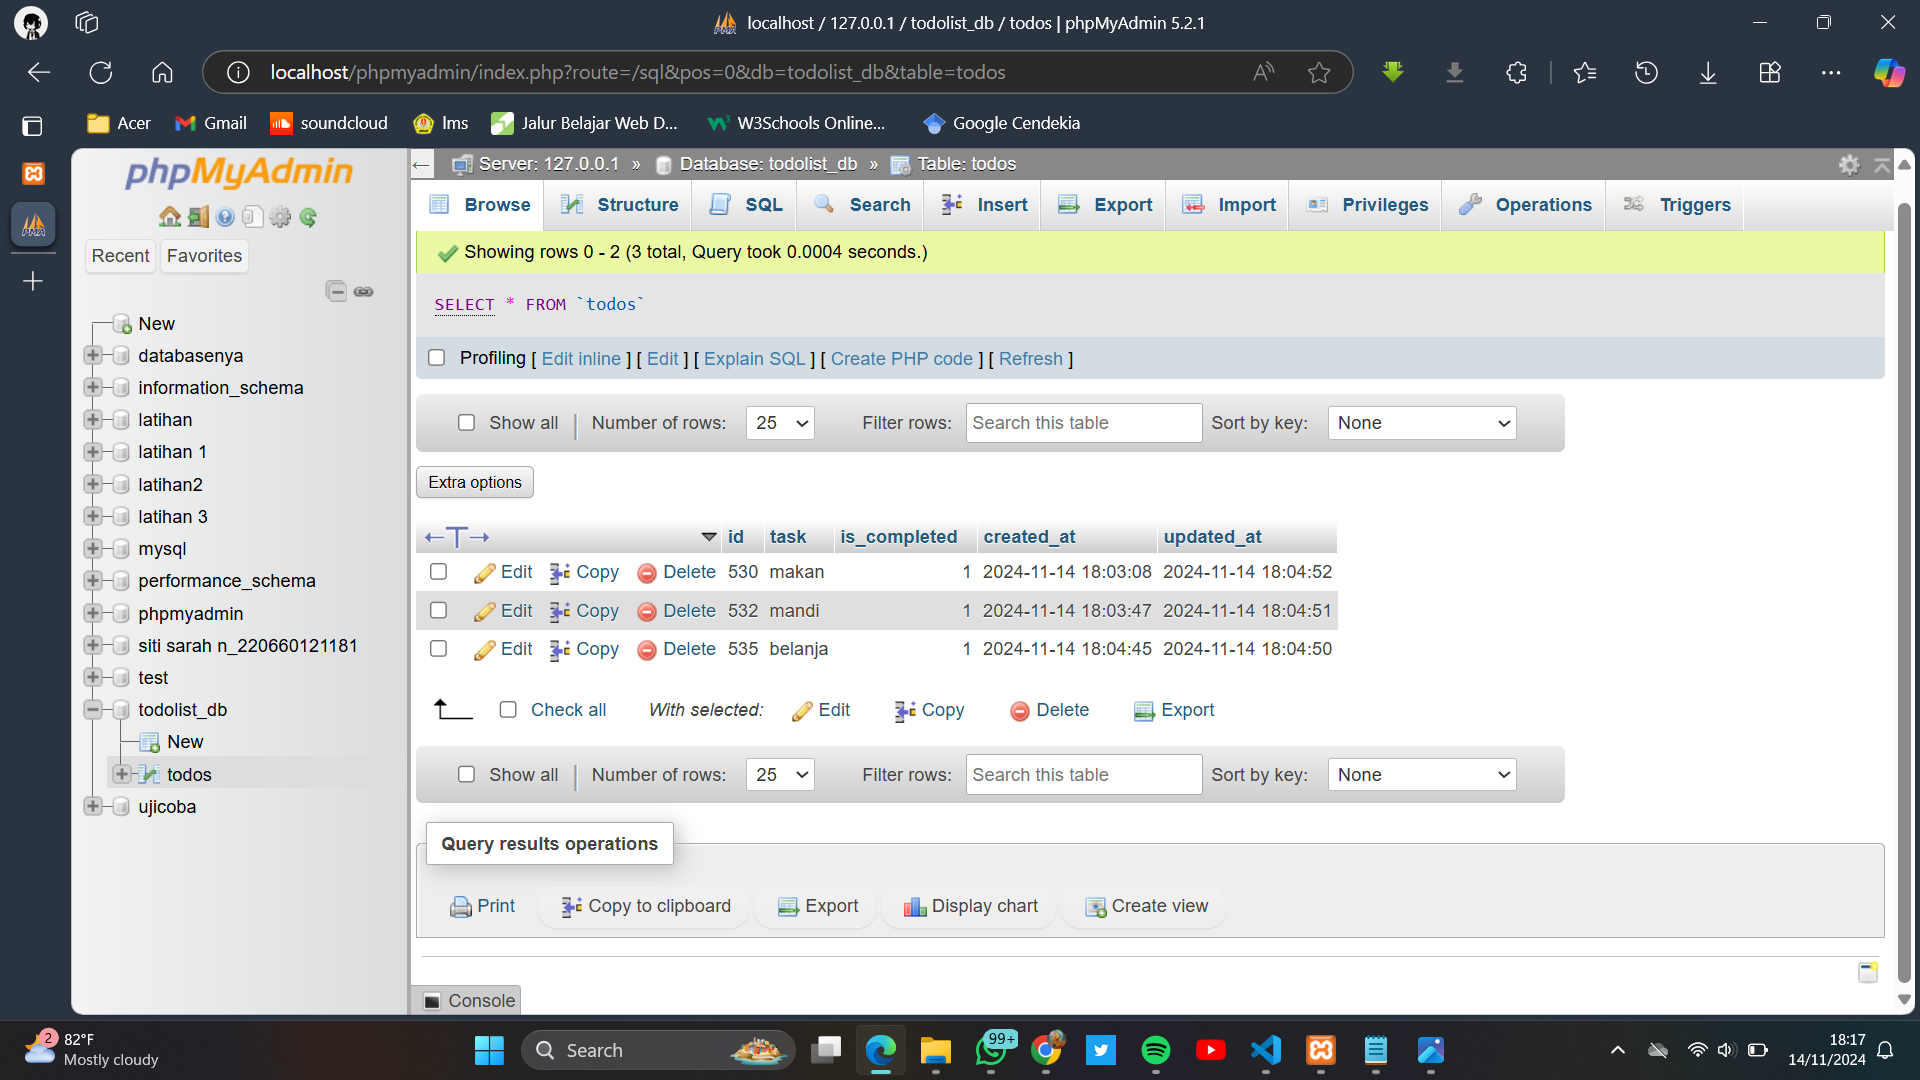 localhost / 127.0.0.1 / todolist_db / todos | phpMyAdmin 5.2.1
localhost/phpmyadmin/index.php?route=/sql&pos=0&db=todolist_db&table=todos
Acer Gmail soundcloud lms Jalur Belajar Web D... W3Schools Online... Google Cendekia
phpMyAdmin
Recent Favorites
New
databasenya
information_schema
latihan
latihan 1
latihan2
latihan 3
mysql
performance_schema
phpmyadmin
siti sarah n_220660121181
test
todolist_db
New
todos
ujicoba
Server: 127.0.0.1 » Database: todolist_db » Table: todos
Browse Structure SQL Search Insert Export Import Privileges Operations Triggers
Showing rows 0 - 2 (3 total, Query took 0.0004 seconds.)
SELECT * FROM `todos`
Profiling [ Edit inline ] [ Edit ] [ Explain SQL ] [ Create PHP code ] [ Refresh ]
Show all | Number of rows: 25 Filter rows: Search this table Sort by key: None
Extra options
id task is_completed created_at updated_at
Edit Copy Delete 530 makan 1 2024-11-14 18:03:08 2024-11-14 18:04:52
Edit Copy Delete 532 mandi 1 2024-11-14 18:03:47 2024-11-14 18:04:51
Edit Copy Delete 535 belanja 1 2024-11-14 18:04:45 2024-11-14 18:04:50
Check all With selected: Edit Copy Delete Export
Show all | Number of rows: 25 Filter rows: Search this table Sort by key: None
Query results operations
Print Copy to clipboard Export Display chart Create view
Console
2 82°F
Mostly cloudy
Search
99+
18:17
14/11/2024